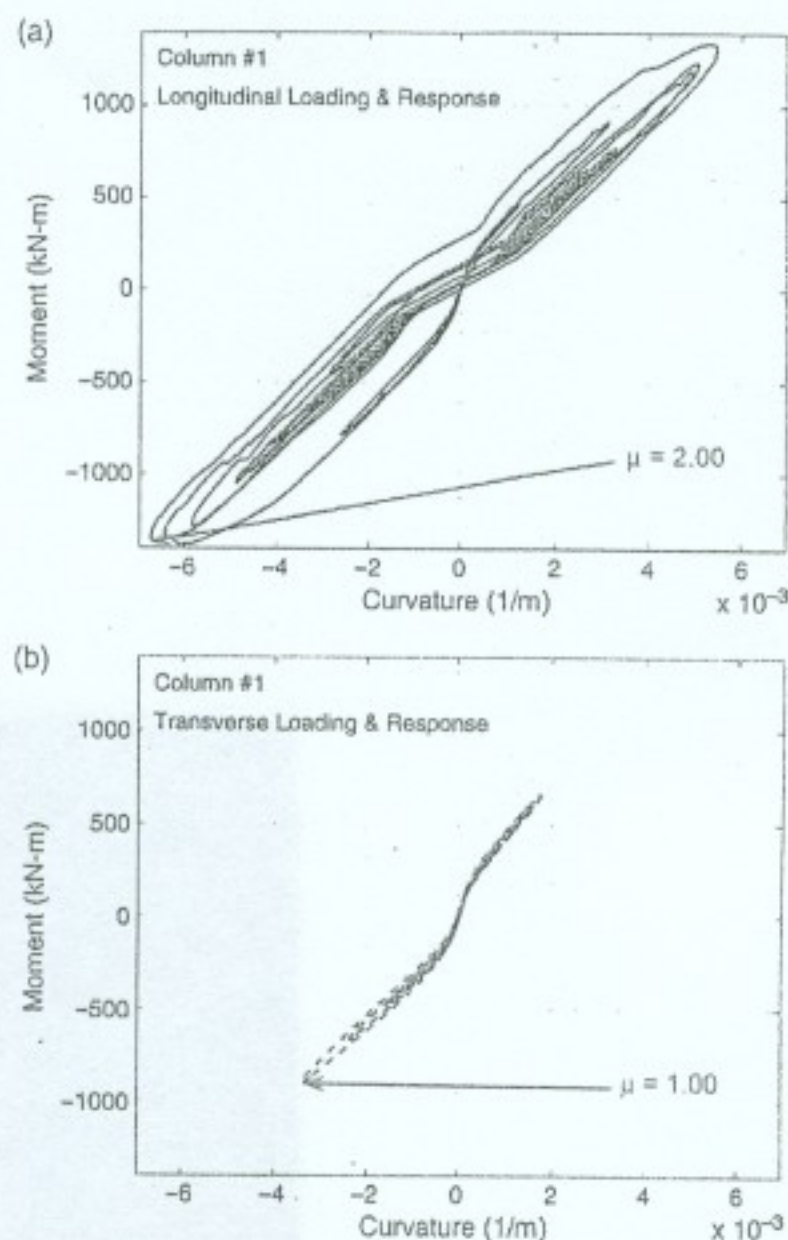 (a)
Column #1
Longitudinal Loading & Response
1000
500
0
−500
−1000
Moment (kN-m)
μ = 2.00
−6 −4 −2 0 2 4 6
Curvature (1/m) x 10⁻³
(b)
Column #1
Transverse Loading & Response
1000
500
0
−500
−1000
Moment (kN-m)
μ = 1.00
−6 −4 −2 0 2 4 6
Curvature (1/m) x 10⁻³